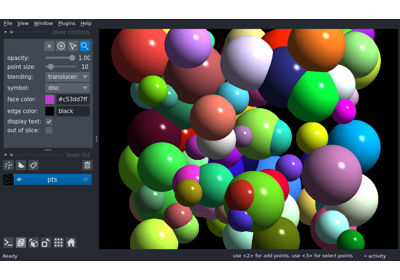 File View Window Plugins Help
layer controls
opacity: 1.00
point size: 10
blending: translucen
symbol: disc
face color: #c53dd7ff
edge color: black
display text:
out of slice:
layer list
pts
Ready use <2> for add points, use <3> for select points activity